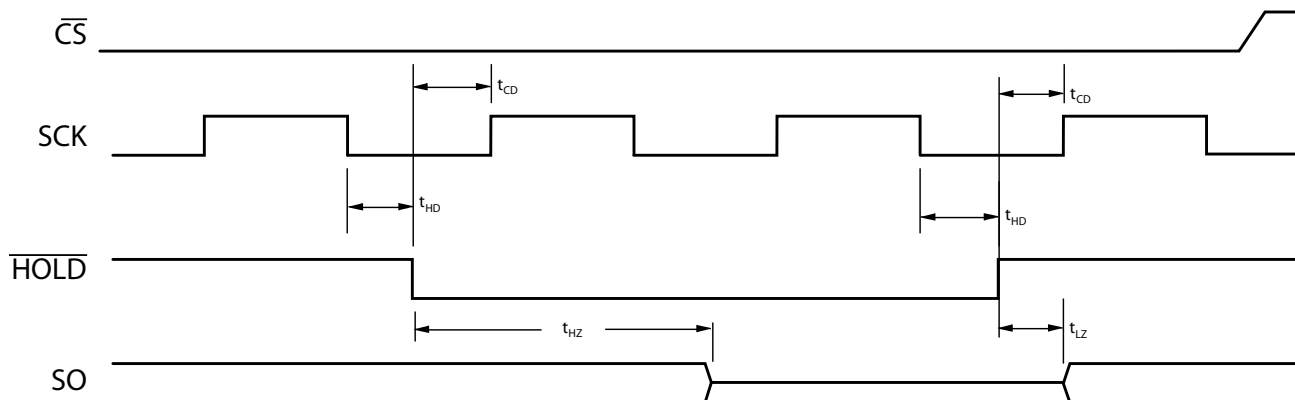 CS
t_CD t_CD
SCK
t_HD t_HD
HOLD
t_HZ t_LZ
SO